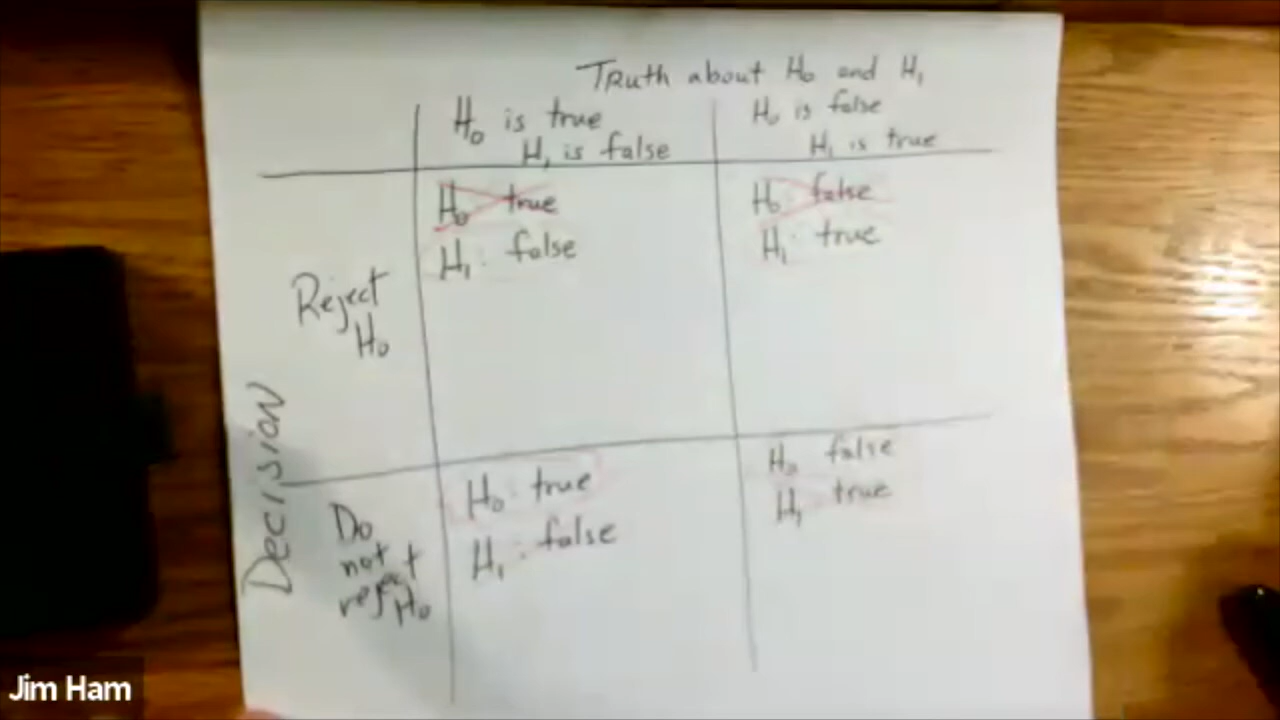 Truth about H₀ and H₁
H₀ is true
H₁ is false
H₀ is false
H₁ is true
Decision
Reject
H₀
H₀ true
H₁ : false
H₀ : false
H₁ : true
Do
not
reject
H₀
H₀ : true
H₁ : false
H₀ false
H₁ true
Jim Ham